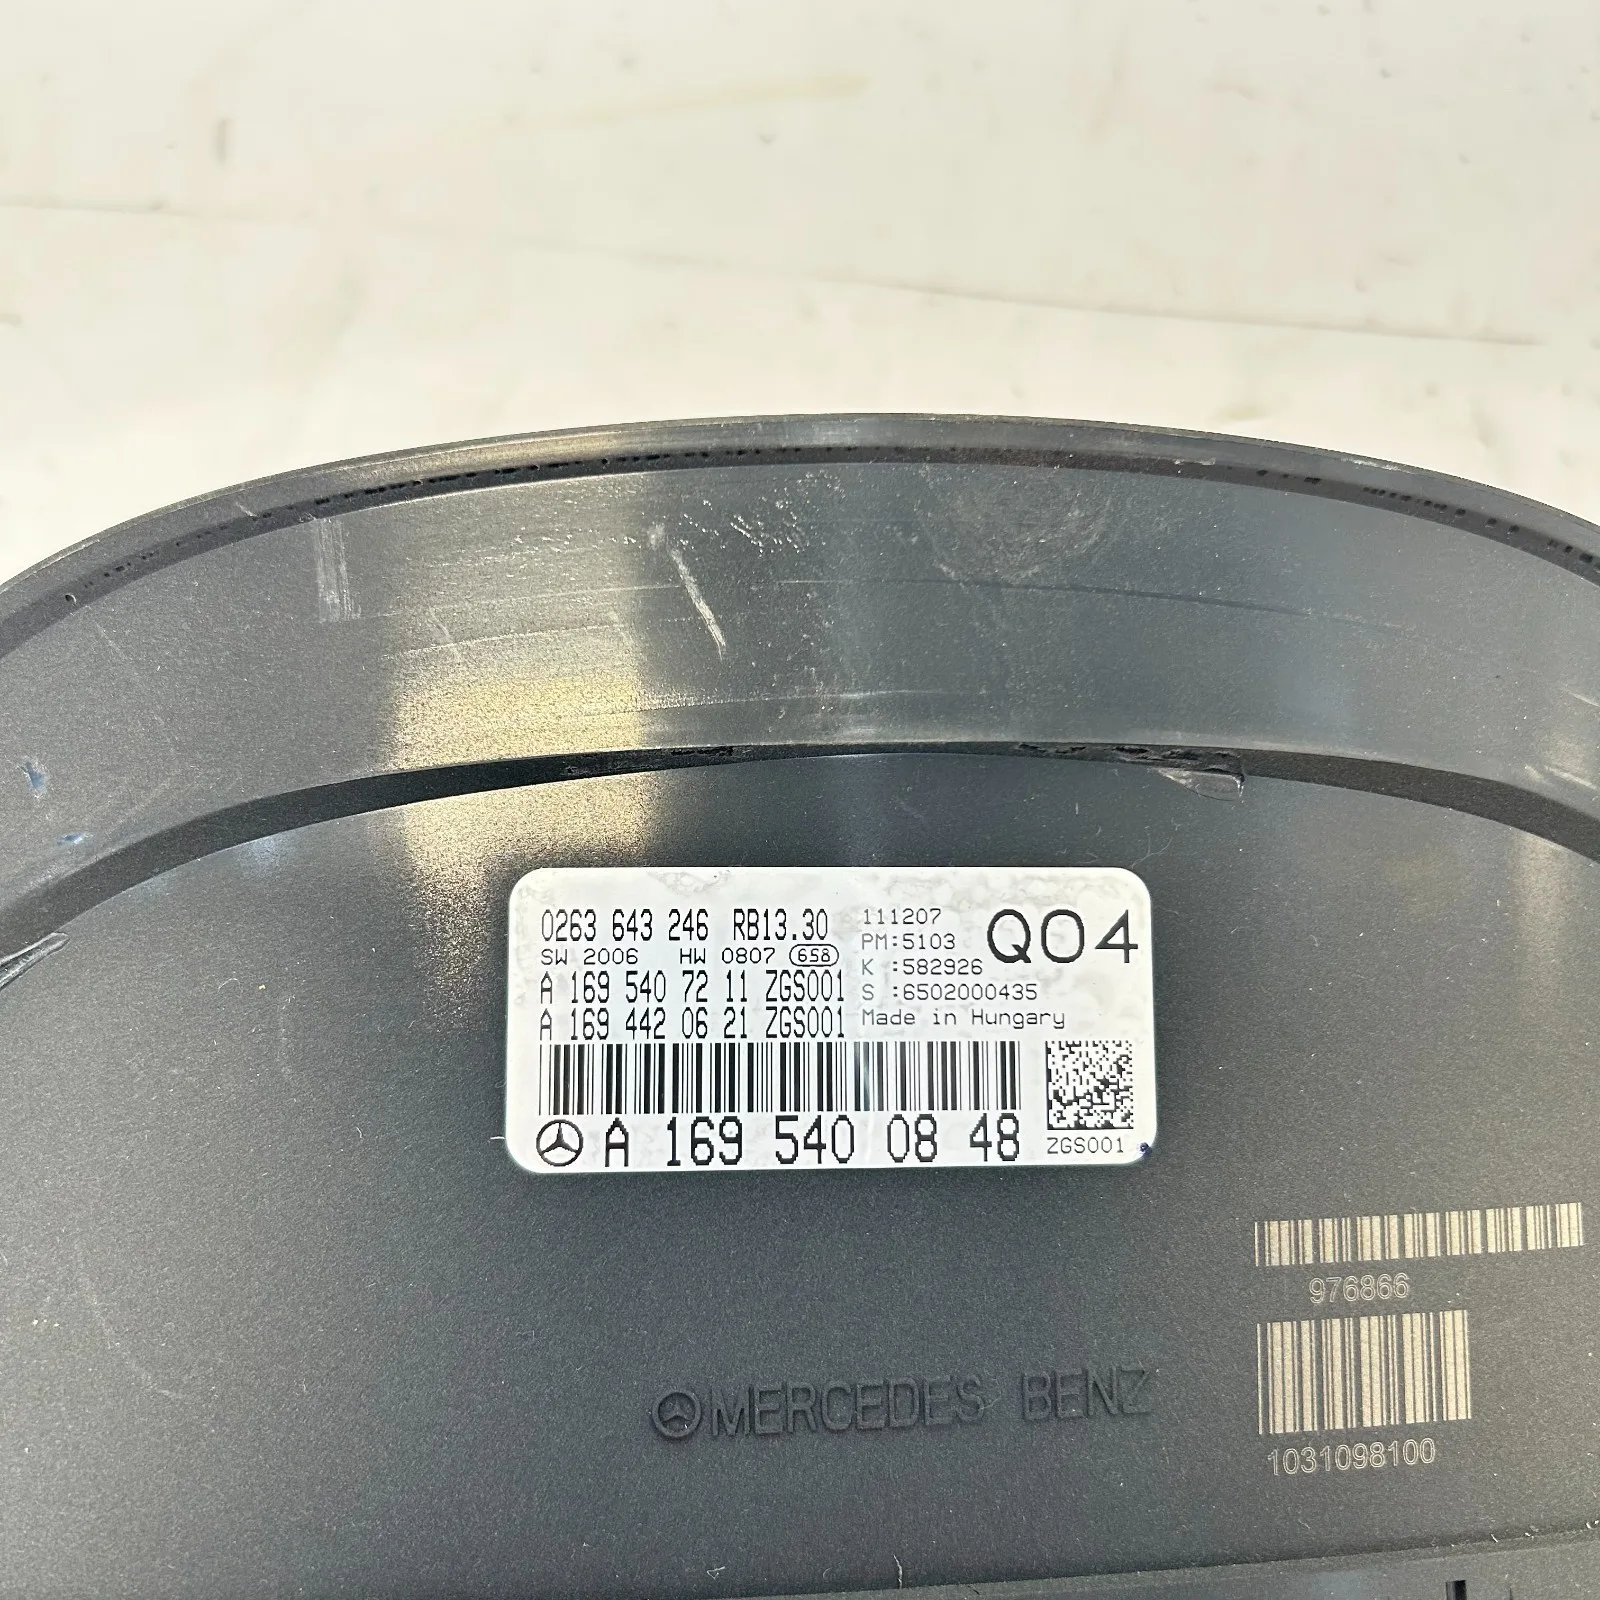 0263 643 246 RB13.30
SW 2006 HW 0807 658
A 169 540 72 11 ZGS001
A 169 442 06 21 ZGS001
111207
PM:5103
K :582926
S :6502000435
Made in Hungary
Q04
A 169 540 08 48
ZGS001
976866
1031098100
MERCEDES BENZ